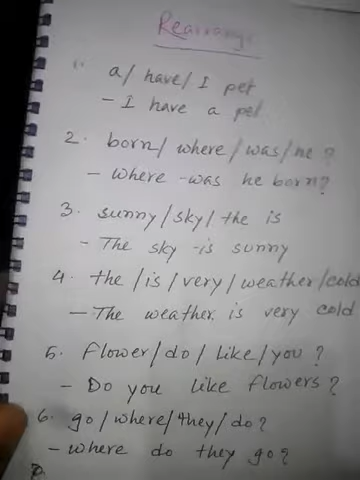 Rearrange
1. a/ have/ I pet
- I have a pet.
2. born/ where/was/he?
- where was he born?
3. sunny/sky/ the is
- The sky is sunny
4. the/is/very/weather/cold
- The weather is very cold
5. flower/do/like/you?
- Do you like flowers?
6. go/where/they/do?
- where do they go?
7.